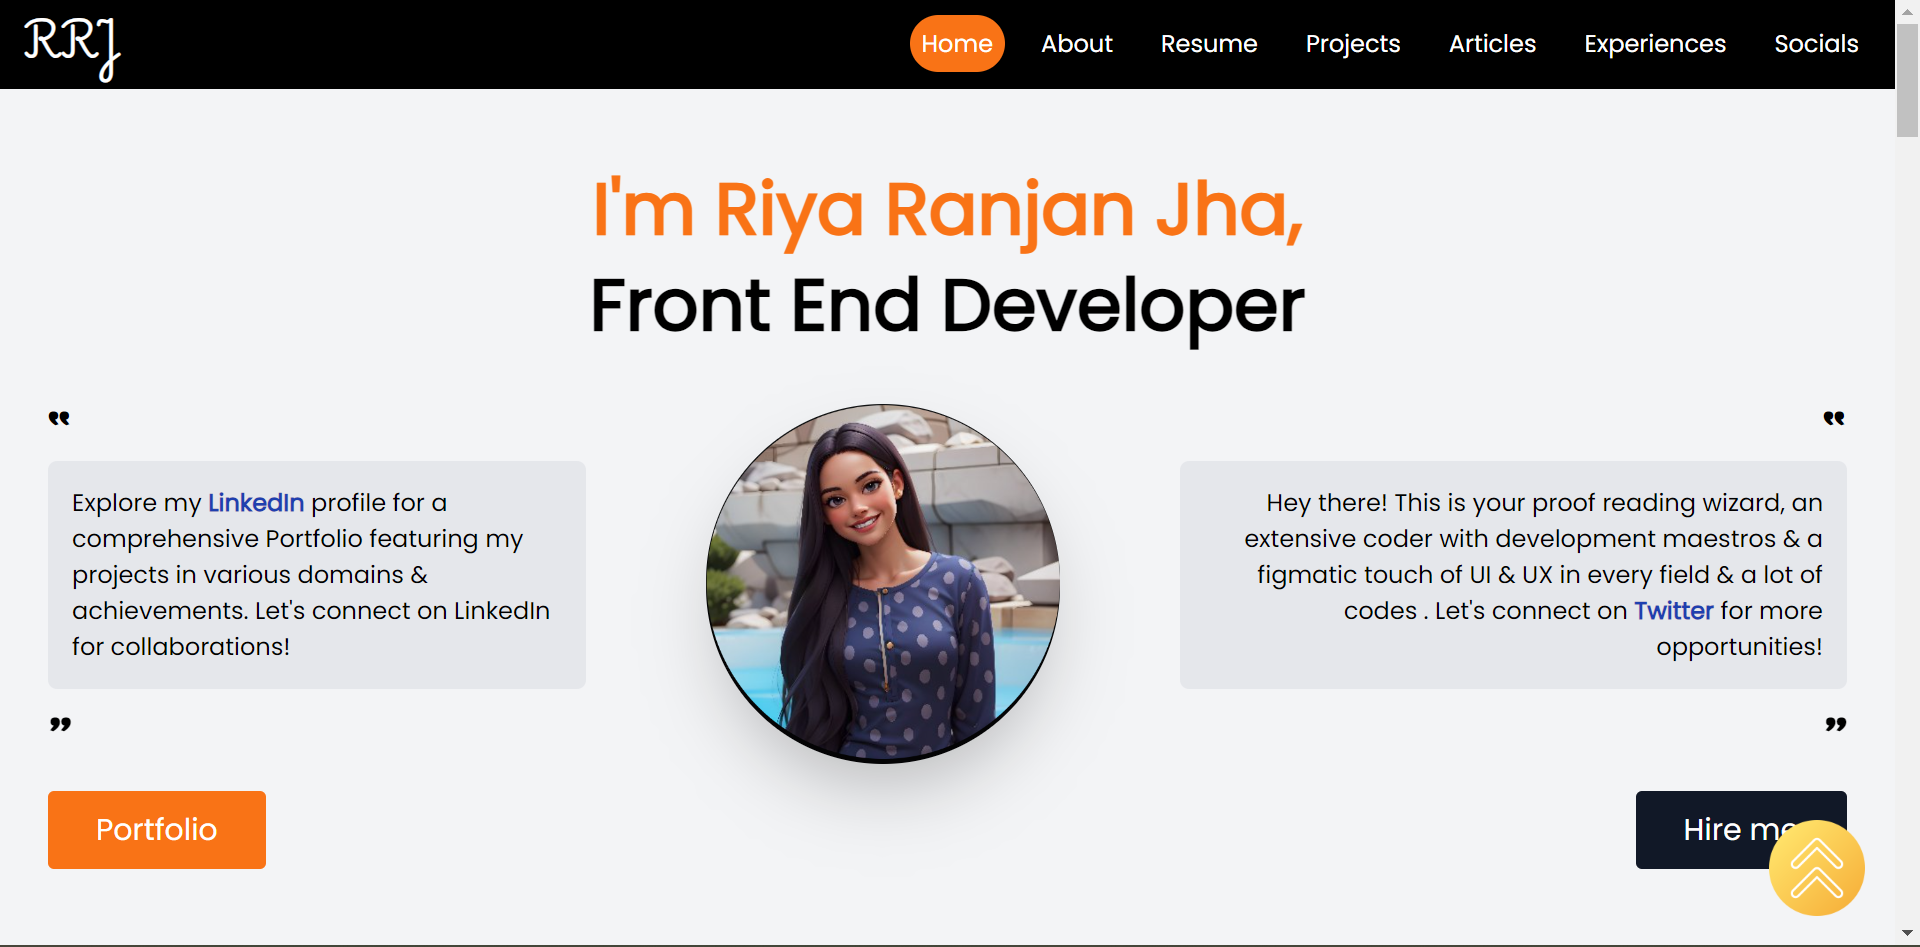 RRJ
Home About Resume Projects Articles Experiences Socials
I'm Riya Ranjan Jha,
Front End Developer
❞
Explore my LinkedIn profile for a
comprehensive Portfolio featuring my
projects in various domains &
achievements. Let's connect on LinkedIn
for collaborations!
❞
❞
Hey there! This is your proof reading wizard, an
extensive coder with development maestros & a
figmatic touch of UI & UX in every field & a lot of
codes . Let's connect on Twitter for more
opportunities!
❞
Portfolio
Hire me